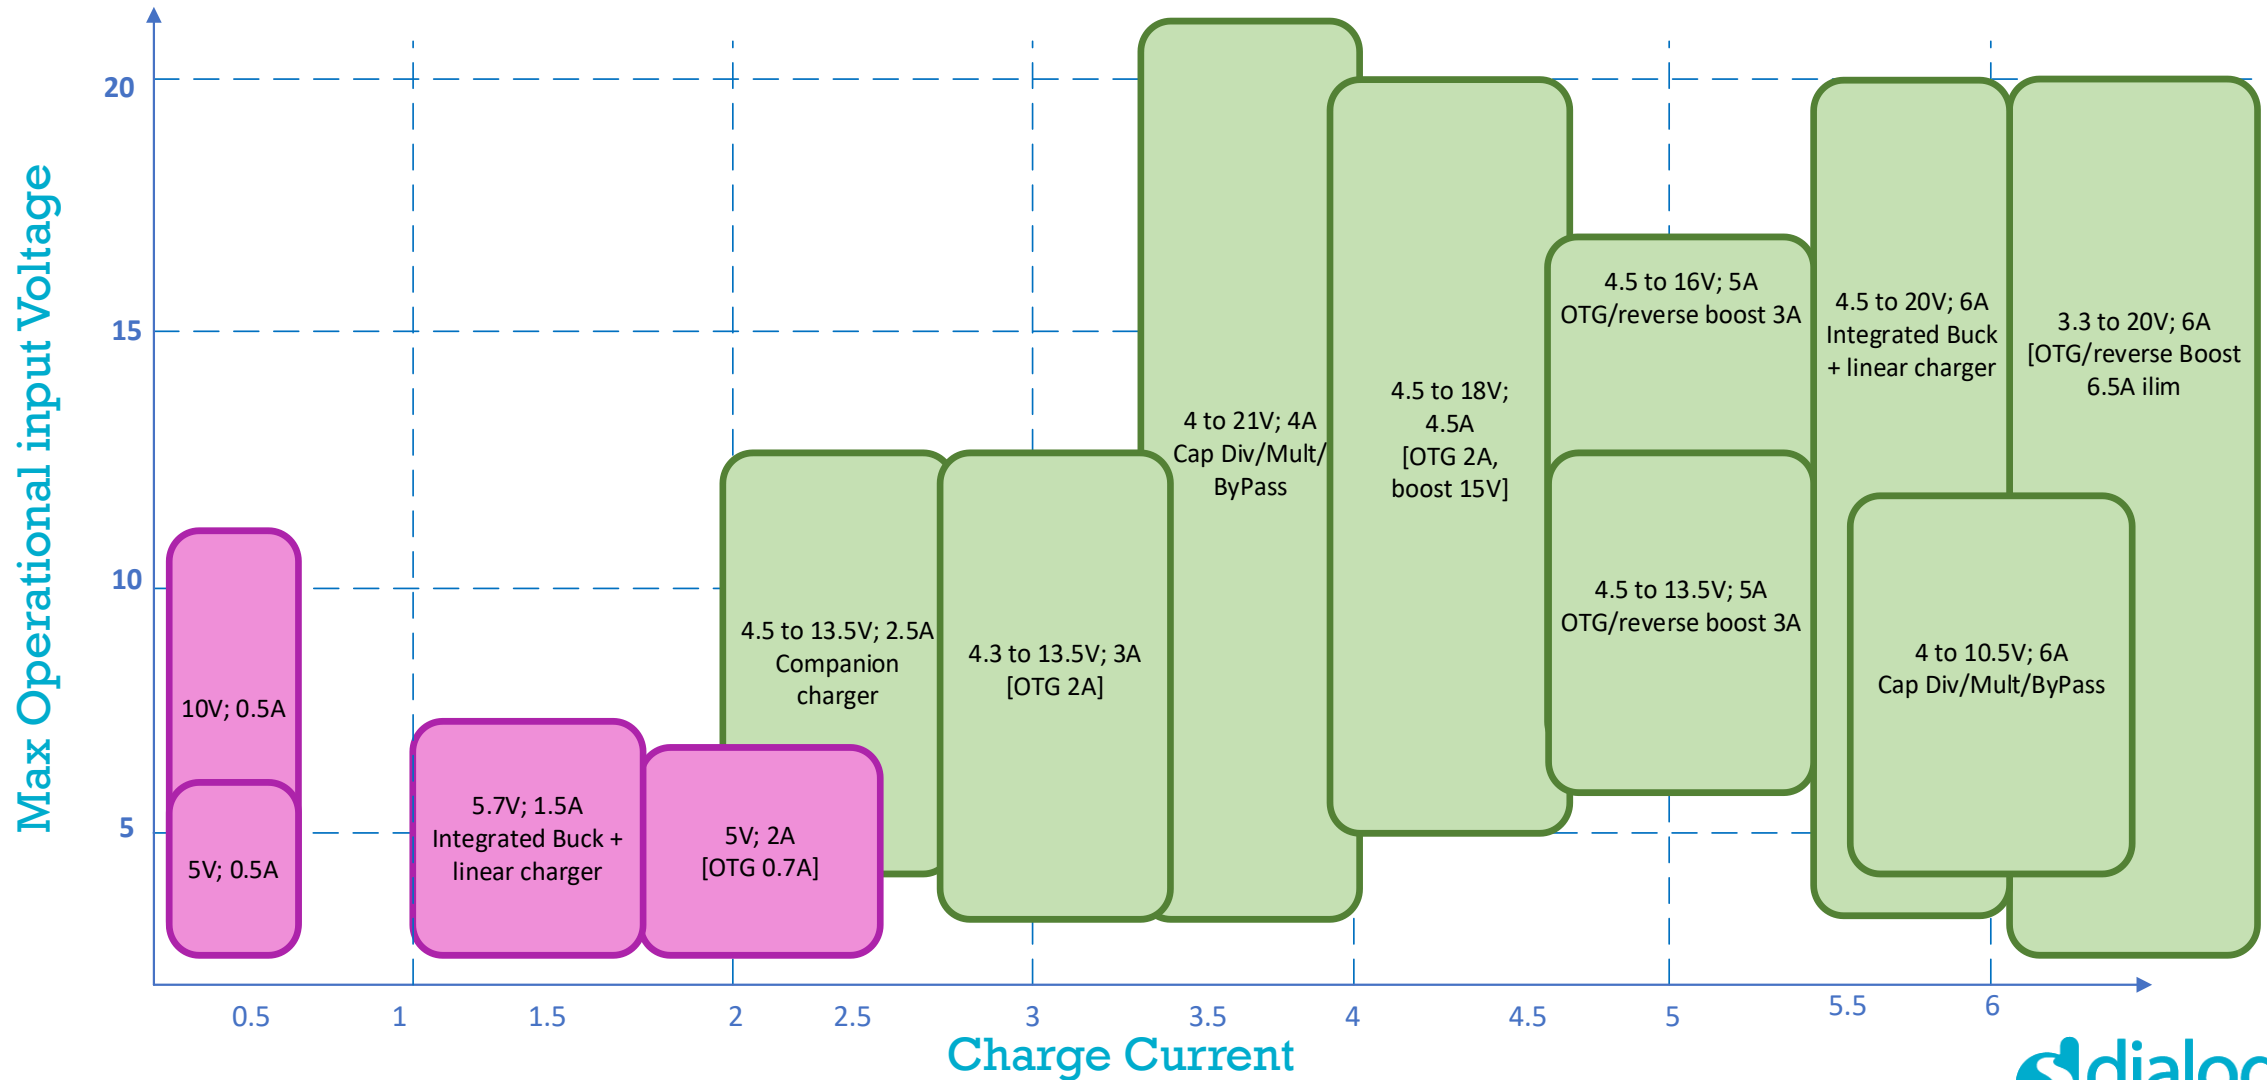 Max Operational input Voltage
20
15
10
5
10V; 0.5A
5V; 0.5A
5.7V; 1.5A
Integrated Buck +
linear charger
5V; 2A
[OTG 0.7A]
4.5 to 13.5V; 2.5A
Companion
charger
4.3 to 13.5V; 3A
[OTG 2A]
4 to 21V; 4A
Cap Div/Mult/
ByPass
4.5 to 18V;
4.5A
[OTG 2A,
boost 15V]
4.5 to 16V; 5A
OTG/reverse boost 3A
4.5 to 13.5V; 5A
OTG/reverse boost 3A
4.5 to 20V; 6A
Integrated Buck
+ linear charger
3.3 to 20V; 6A
[OTG/reverse Boost
6.5A ilim
4 to 10.5V; 6A
Cap Div/Mult/ByPass
0.5 1 1.5 2 2.5 3 3.5 4 4.5 5 5.5 6
Charge Current
dialog